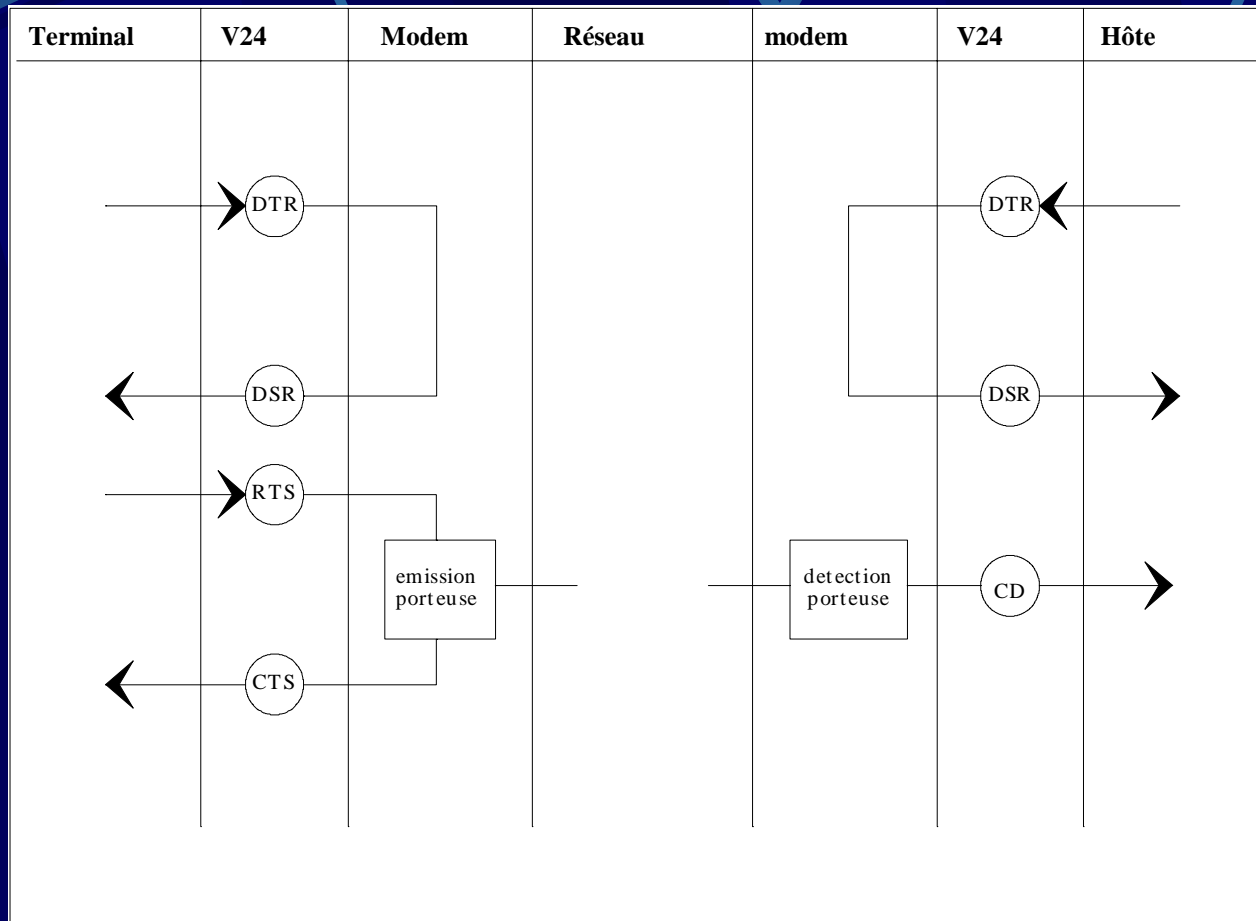 Terminal V24 Modem Réseau modem V24 Hôte
DTR DTR
DSR DSR
RTS
emission
porteuse
detection
porteuse
CD
CTS